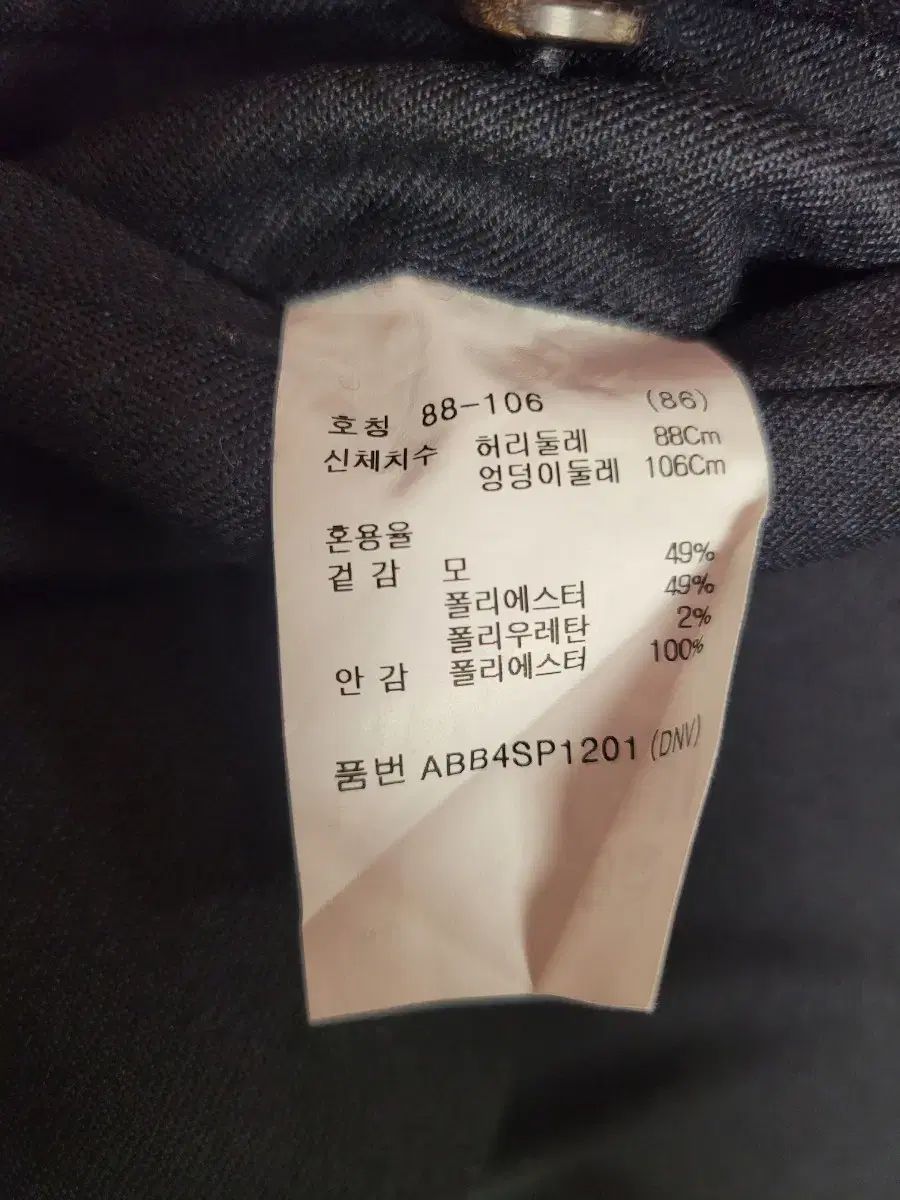 호칭 88-106 (86)
신체치수 허리둘레 88Cm
엉덩이둘레 106Cm
혼용율
겉 감 모 49%
폴리에스터 49%
폴리우레탄 2%
안 감 폴리에스터 100%
품번 ABB4SP1201 (DNV)